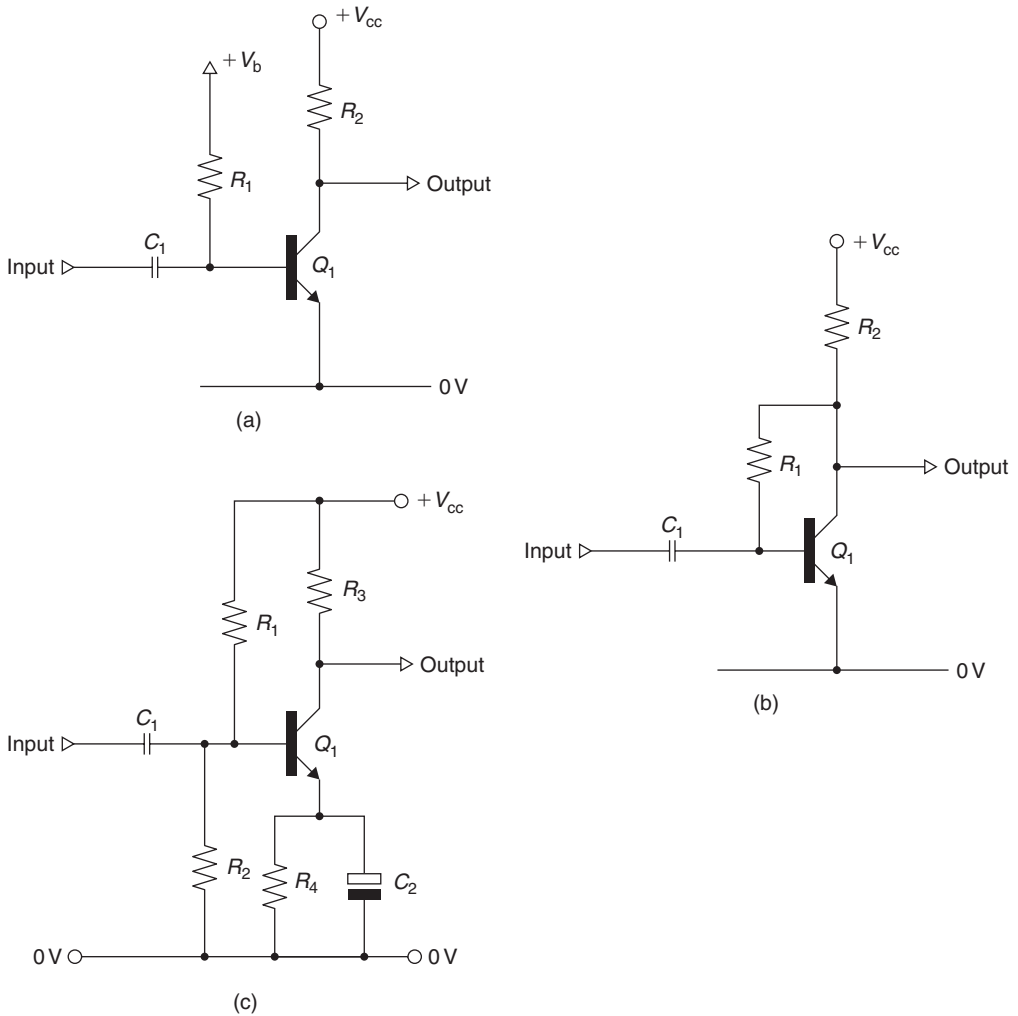 +Vcc
+Vb
R2
R1
Output
C1
Input
Q1
0 V
(a)
+Vcc
R2
R1
Output
C1
Input
Q1
0 V
(b)
+Vcc
R3
R1
Output
C1
Input
Q1
R2
R4
C2
0 V
0 V
(c)